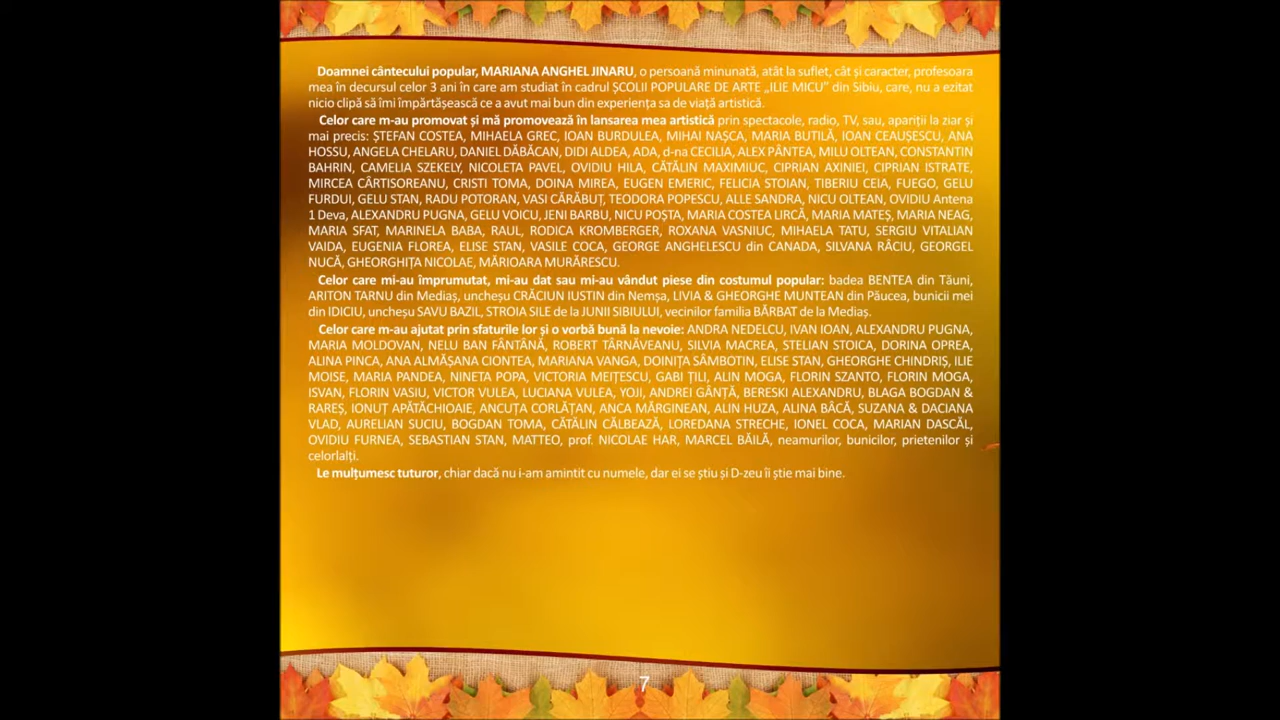 Doamnei cântecului popular, MARIANA ANGHEL JINARU, o persoană minunată, atât la suflet, cât și caracter, profesoara
mea în decursul celor 3 ani în care am studiat în cadrul ȘCOLII POPULARE DE ARTE „ILIE MICU” din Sibiu, care, nu a ezitat
nicio clipă să îmi împărtășească ce a avut mai bun din experiența sa de viață artistică.
Celor care m-au promovat și mă promovează în lansarea mea artistică prin spectacole, radio, TV, sau, apariții la ziar și
mai precis: ȘTEFAN COSTEA, MIHAELA GREC, IOAN BURDULEA, MIHAI NAȘCA, MARIA BUTILĂ, IOAN CEAUȘESCU, ANA
HOSSU, ANGELA CHELARU, DANIEL DĂBĂCAN, DIDI ALDEA, ADA, d-na CECILIA, ALEX PÂNTEA, MILU OLTEAN, CONSTANTIN
BAHRIN, CAMELIA SZEKELY, NICOLETA PAVEL, OVIDIU HILA, CĂTĂLIN MAXIMIUC, CIPRIAN AXINIEI, CIPRIAN ISTRATE,
MIRCEA CÂRTISOREANU, CRISTI TOMA, DOINA MIREA, EUGEN EMERIC, FELICIA STOIAN, TIBERIU CEIA, FUEGO, GELU
FURDUI, GELU STAN, RADU POTORAN, VASI CĂRĂBUȚ, TEODORA POPESCU, ALLE SANDRA, NICU OLTEAN, OVIDIU Antena
1 Deva, ALEXANDRU PUGNA, GELU VOICU, JENI BARBU, NICU POȘTA, MARIA COSTEA LIRCĂ, MARIA MATEȘ, MARIA NEAG,
MARIA SFAT, MARINELA BABA, RAUL, RODICA KROMBERGER, ROXANA VASNIUC, MIHAELA TATU, SERGIU VITALIAN
VAIDA, EUGENIA FLOREA, ELISE STAN, VASILE COCA, GEORGE ANGHELESCU din CANADA, SILVANA RÂCIU, GEORGEL
NUCĂ, GHEORGHIȚA NICOLAE, MĂRIOARA MURĂRESCU.
Celor care mi-au împrumutat, mi-au dat sau mi-au vândut piese din costumul popular: badea BENTEA din Tăuni,
ARITON TARNU din Mediaș, uncheșu CRĂCIUN IUSTIN din Nemșa, LIVIA & GHEORGHE MUNTEAN din Păucea, bunicii mei
din IDICIU, uncheșu SAVU BAZIL, STROIA SILE de la JUNII SIBIULUI, vecinilor familia BĂRBAT de la Mediaș.
Celor care m-au ajutat prin sfaturile lor și o vorbă bună la nevoie: ANDRA NEDELCU, IVAN IOAN, ALEXANDRU PUGNA,
MARIA MOLDOVAN, NELU BAN FÂNTÂNĂ, ROBERT TÂRNĂVEANU, SILVIA MACREA, STELIAN STOICA, DORINA OPREA,
ALINA PINCA, ANA ALMĂȘANA CIONTEA, MARIANA VANGA, DOINIȚA SÂMBOTIN, ELISE STAN, GHEORGHE CHINDRIȘ, ILIE
MOISE, MARIA PANDEA, NINETA POPA, VICTORIA MEIȚESCU, GABI ȚILI, ALIN MOGA, FLORIN SZANTO, FLORIN MOGA,
ISVAN, FLORIN VASIU, VICTOR VULEA, LUCIANA VULEA, YOJI, ANDREI GÂNȚĂ, BERESKI ALEXANDRU, BLAGA BOGDAN &
RAREȘ, IONUȚ APĂTĂCHIOAIE, ANCUȚA CORLĂȚAN, ANCA MĂRGINEAN, ALIN HUZA, ALINA BÂCĂ, SUZANA & DACIANA
VLAD, AURELIAN SUCIU, BOGDAN TOMA, CĂTĂLIN CĂLBEAZĂ, LOREDANA STRECHE, IONEL COCA, MARIAN DASCĂL,
OVIDIU FURNEA, SEBASTIAN STAN, MATTEO, prof. NICOLAE HAR, MARCEL BĂILĂ, neamurilor, bunicilor, prietenilor și
celorlalți.
Le mulțumesc tuturor, chiar dacă nu i-am amintit cu numele, dar ei se știu și D-zeu îi știe mai bine.
7